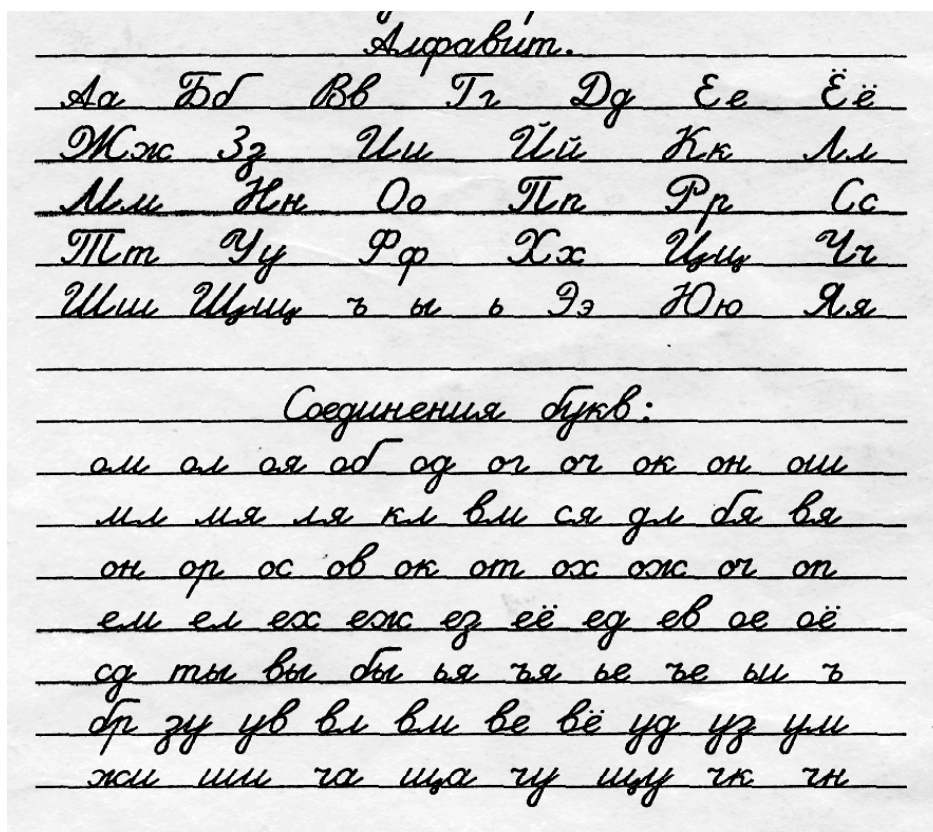 Алфавит.
Аа Бб Вв Гг Дд Ее Ёё
Жж Зз Ии Йй Кк Лл
Мм Нн Оо Пп Рр Сс
Тт Уу Фф Хх Цц Чч
Шш Щщ ъ ы ь Ээ Юю Яя
Соединения букв:
ом ол оя об од ог оч ок он ош
мл мя ля кл вм ся дл бя вя
он ор ос ов ок от ох ож ог оп
ем ел ех еж ез её ед ев ое оё
сд ты вы бы ья ъя ье ъе ьи ъ
бр зу ув вл вм ве вё уд уз ум
жи ши ча ща чу щу чк чн